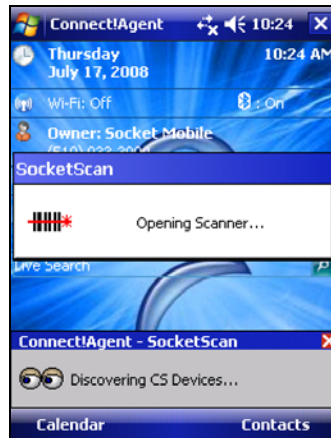 Connect!Agent 10:24
Thursday 10:24 AM
July 17, 2008
Wi-Fi: Off : On
Owner: Socket Mobile
SocketScan
Opening Scanner...
Live Search
Connect!Agent - SocketScan
Discovering CS Devices...
Calendar Contacts